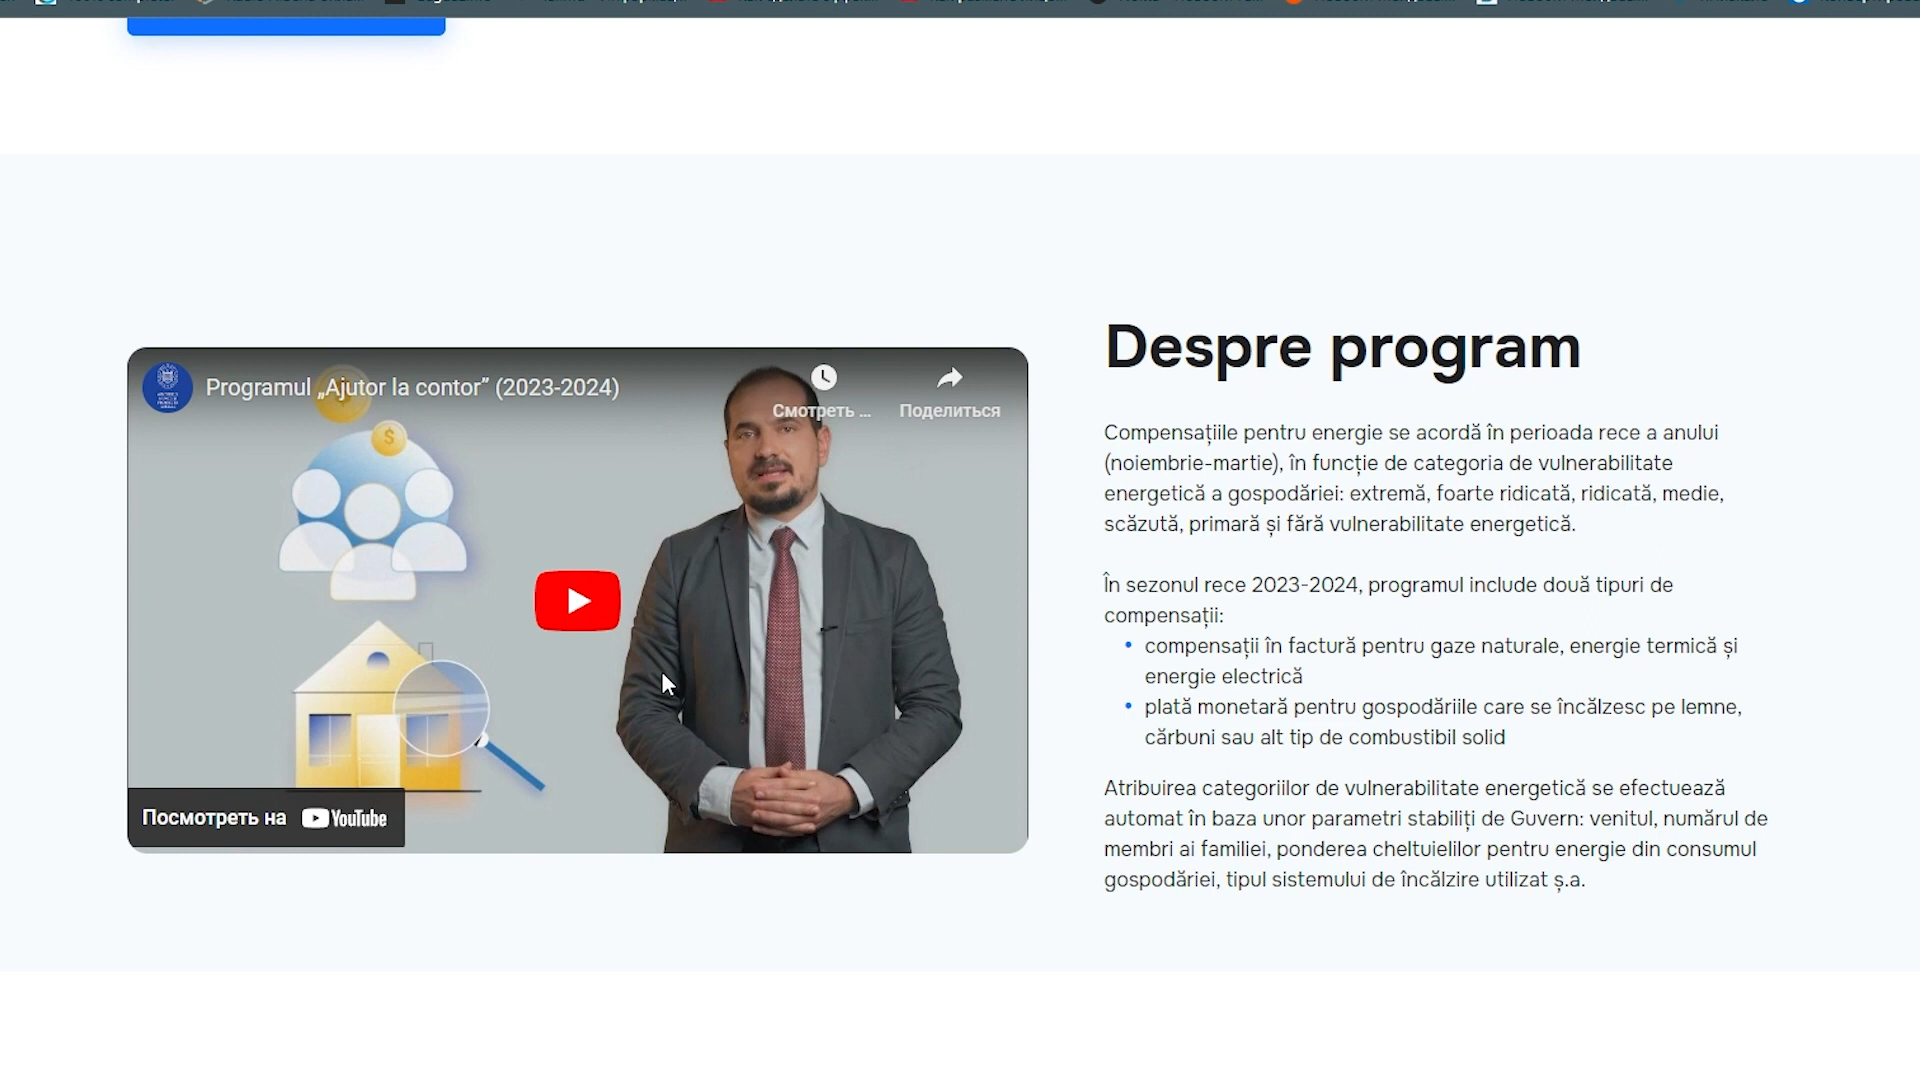 Despre program
Programul „Ajutor la contor” (2023-2024)
Смотреть ...
Поделиться
Посмотреть на YouTube
Compensațiile pentru energie se acordă în perioada rece a anului
(noiembrie-martie), în funcție de categoria de vulnerabilitate
energetică a gospodăriei: extremă, foarte ridicată, ridicată, medie,
scăzută, primară și fără vulnerabilitate energetică.
În sezonul rece 2023-2024, programul include două tipuri de
compensații:
• compensații în factură pentru gaze naturale, energie termică și
energie electrică
• plată monetară pentru gospodăriile care se încălzesc pe lemne,
cărbuni sau alt tip de combustibil solid
Atribuirea categoriilor de vulnerabilitate energetică se efectuează
automat în baza unor parametri stabiliți de Guvern: venitul, numărul de
membri ai familiei, ponderea cheltuielilor pentru energie din consumul
gospodăriei, tipul sistemului de încălzire utilizat ș.a.